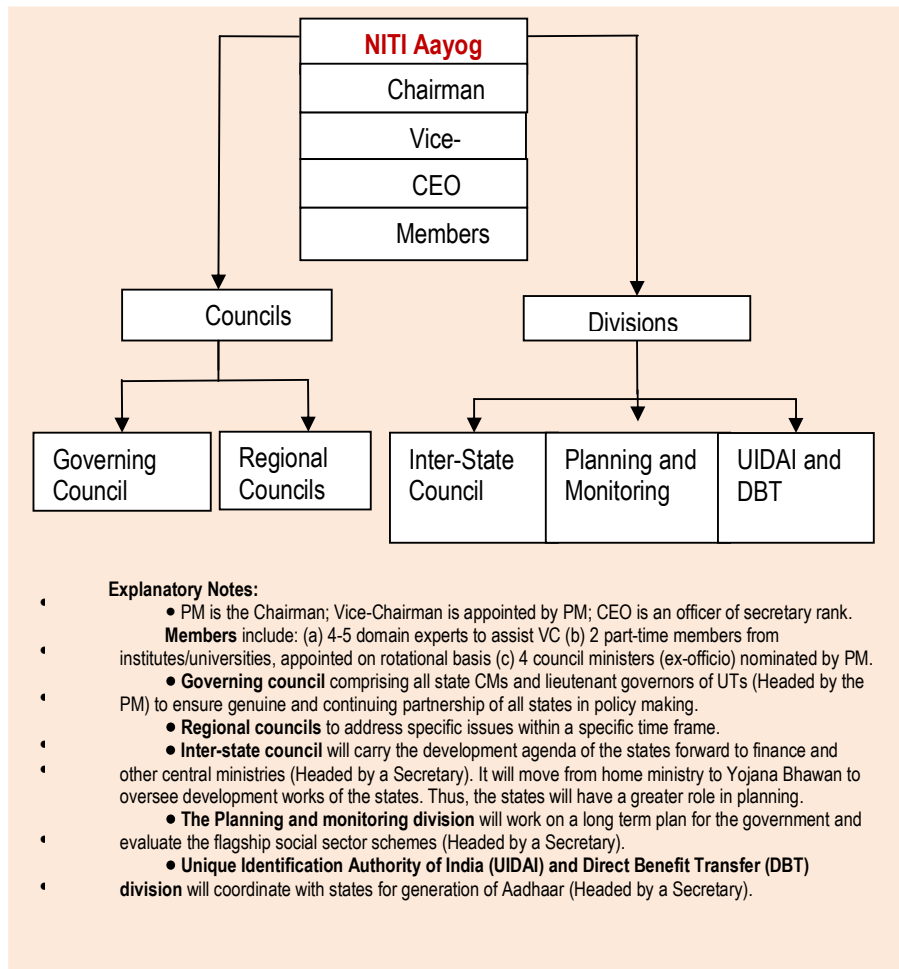 NITI Aayog
Chairman
Vice-
CEO
Members
Councils
Divisions
Governing
Council
Regional
Councils
Inter-State
Council
Planning and
Monitoring
UIDAI and
DBT
Explanatory Notes:
● PM is the Chairman; Vice-Chairman is appointed by PM; CEO is an officer of secretary rank.
Members include: (a) 4-5 domain experts to assist VC (b) 2 part-time members from
institutes/universities, appointed on rotational basis (c) 4 council ministers (ex-officio) nominated by PM.
● Governing council comprising all state CMs and lieutenant governors of UTs (Headed by the
PM) to ensure genuine and continuing partnership of all states in policy making.
● Regional councils to address specific issues within a specific time frame.
● Inter-state council will carry the development agenda of the states forward to finance and
other central ministries (Headed by a Secretary). It will move from home ministry to Yojana Bhawan to
oversee development works of the states. Thus, the states will have a greater role in planning.
● The Planning and monitoring division will work on a long term plan for the government and
evaluate the flagship social sector schemes (Headed by a Secretary).
● Unique Identification Authority of India (UIDAI) and Direct Benefit Transfer (DBT)
division will coordinate with states for generation of Aadhaar (Headed by a Secretary).